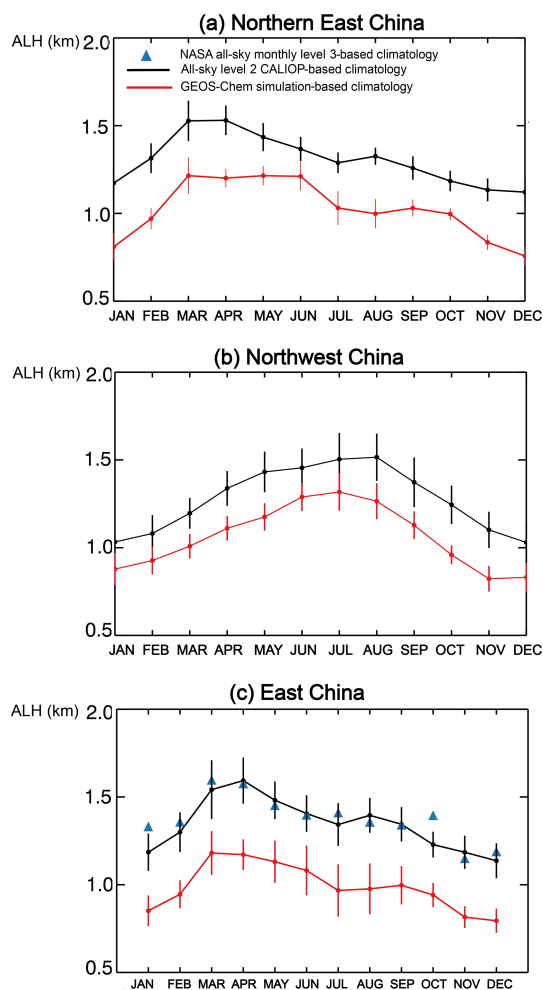 (a) Northern East China
ALH (km)
2.0
NASA all-sky monthly level 3-based climatology
All-sky level 2 CALIOP-based climatology
GEOS-Chem simulation-based climatology
1.5
1.0
0.5
JAN FEB MAR APR MAY JUN JUL AUG SEP OCT NOV DEC
(b) Northwest China
ALH (km)
2.0
1.5
1.0
0.5
JAN FEB MAR APR MAY JUN JUL AUG SEP OCT NOV DEC
(c) East China
ALH (km)
2.0
1.5
1.0
0.5
JAN FEB MAR APR MAY JUN JUL AUG SEP OCT NOV DEC